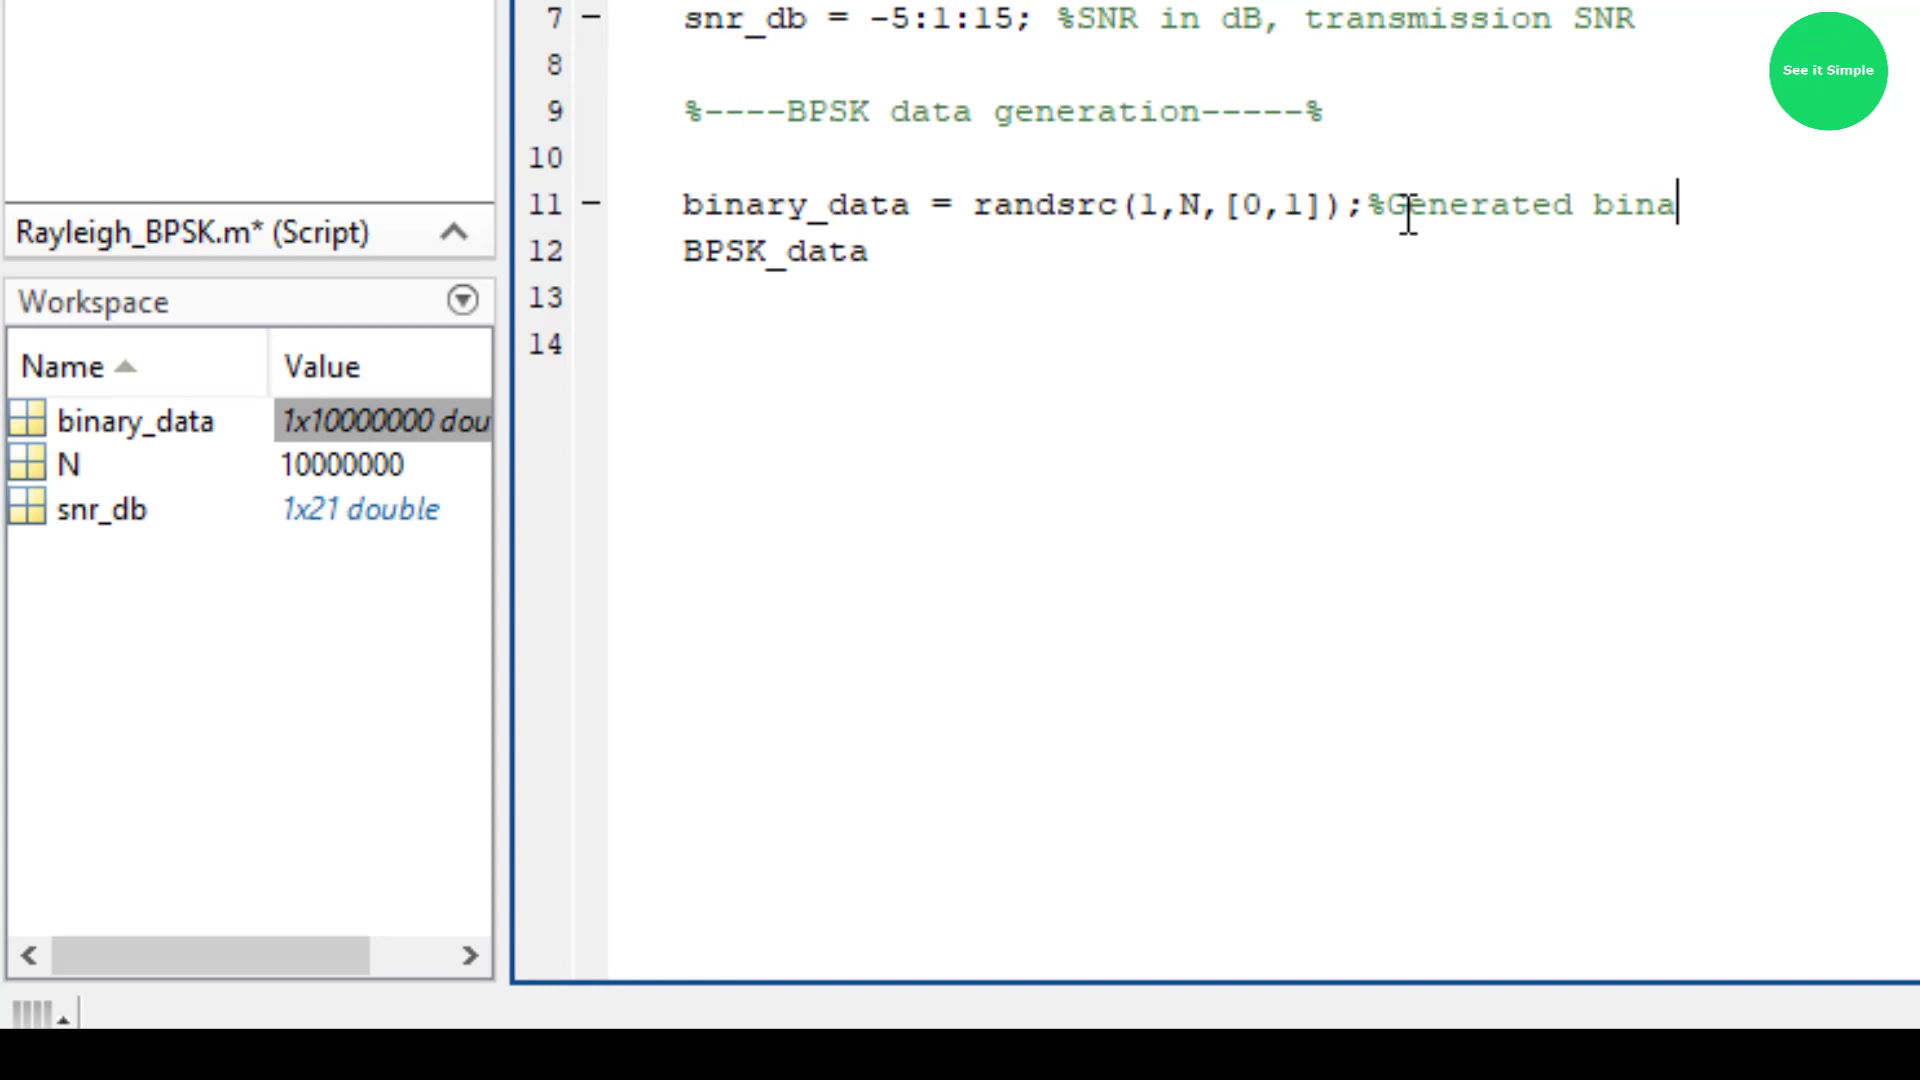 7 — snr_db = -5:1:15; %SNR in dB, transmission SNR
See it Simple
8
9 %----BPSK data generation-----%
10
11 — binary_data = randsrc(1,N,[0,1]);%Generated bina
12 BPSK_data
13
14
Rayleigh_BPSK.m* (Script)
Workspace
Name Value
binary_data 1x10000000 dou
N 10000000
snr_db 1x21 double